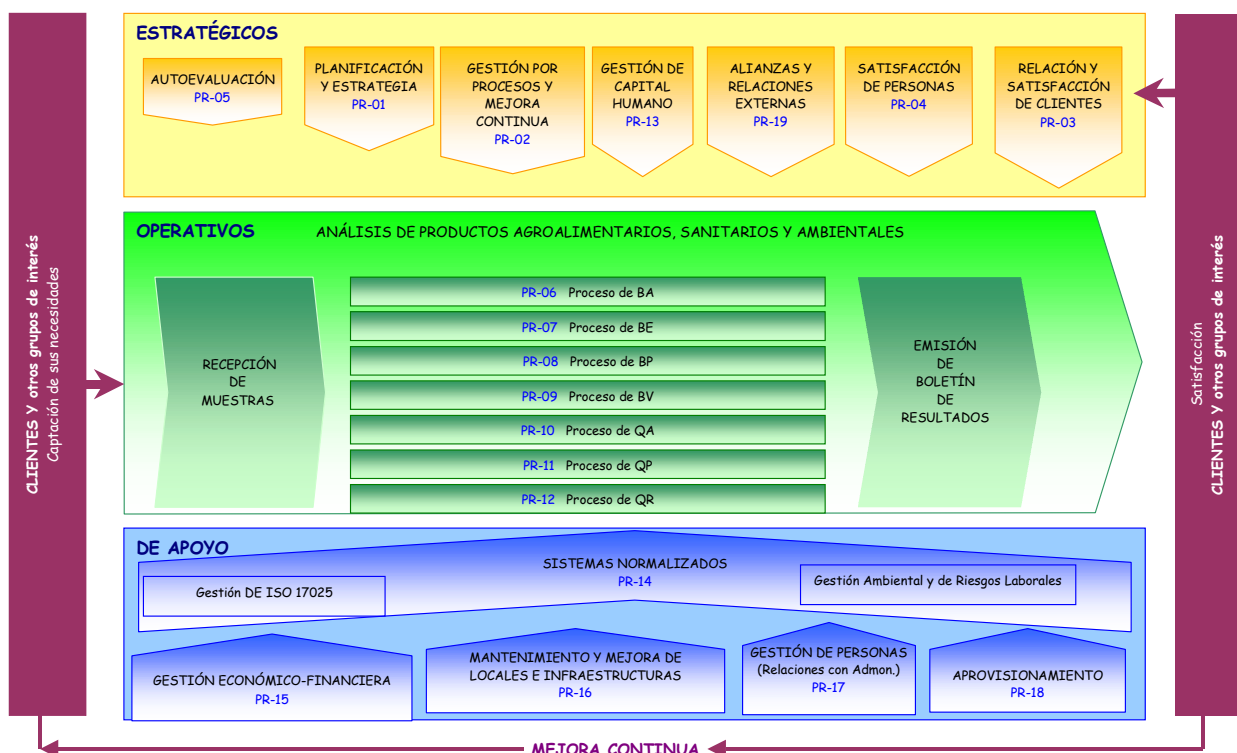 ESTRATÉGICOS
AUTOEVALUACIÓN
PR-05
PLANIFICACIÓN
Y ESTRATEGIA
PR-01
GESTIÓN POR
PROCESOS Y
MEJORA
CONTINUA
PR-02
GESTIÓN DE
CAPITAL
HUMANO
PR-13
ALIANZAS Y
RELACIONES
EXTERNAS
PR-19
SATISFACCIÓN
DE PERSONAS
PR-04
RELACIÓN Y
SATISFACCIÓN
DE CLIENTES
PR-03
CLIENTES Y otros grupos de interés
Captación de sus necesidades
OPERATIVOS
ANÁLISIS DE PRODUCTOS AGROALIMENTARIOS, SANITARIOS Y AMBIENTALES
RECEPCIÓN
DE
MUESTRAS
PR-06 Proceso de BA
PR-07 Proceso de BE
PR-08 Proceso de BP
PR-09 Proceso de BV
PR-10 Proceso de QA
PR-11 Proceso de QP
PR-12 Proceso de QR
EMISIÓN
DE
BOLETÍN
DE
RESULTADOS
Satisfacción
CLIENTES Y otros grupos de interés
DE APOYO
SISTEMAS NORMALIZADOS
PR-14
Gestión DE ISO 17025
Gestión Ambiental y de Riesgos Laborales
GESTIÓN ECONÓMICO-FINANCIERA
PR-15
MANTENIMIENTO Y MEJORA DE
LOCALES E INFRAESTRUCTURAS
PR-16
GESTIÓN DE PERSONAS
(Relaciones con Admon.)
PR-17
APROVISIONAMIENTO
PR-18
MEJORA CONTINUA